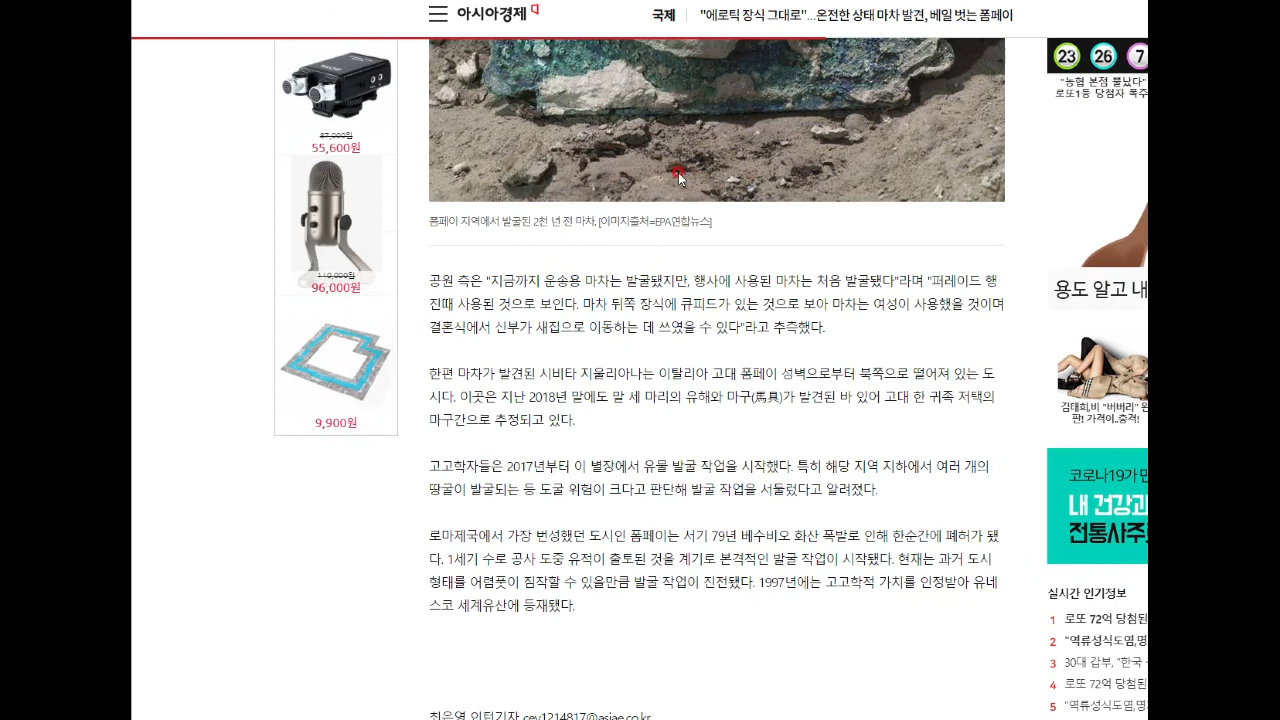 아시아경제
국제
"에로틱 장식 그대로"...온전한 상태 마차 발견, 베일 벗는 폼페이
87,000원
55,600원
110,000원
96,000원
9,900원
폼페이 지역에서 발굴된 2천 년 전 마차. [이미지출처=EPA연합뉴스]
공원 측은 "지금까지 운송용 마차는 발굴됐지만, 행사에 사용된 마차는 처음 발굴됐다"라며 "퍼레이드 행
진때 사용된 것으로 보인다. 마차 뒤쪽 장식에 큐피드가 있는 것으로 보아 마차는 여성이 사용했을 것이며
결혼식에서 신부가 새집으로 이동하는 데 쓰였을 수 있다"라고 추측했다.
한편 마차가 발견된 시비타 지울리아나는 이탈리아 고대 폼페이 성벽으로부터 북쪽으로 떨어져 있는 도
시다. 이곳은 지난 2018년 말에도 말 세 마리의 유해와 마구(馬具)가 발견된 바 있어 고대 한 귀족 저택의
마구간으로 추정되고 있다.
고고학자들은 2017년부터 이 별장에서 유물 발굴 작업을 시작했다. 특히 해당 지역 지하에서 여러 개의
땅굴이 발굴되는 등 도굴 위험이 크다고 판단해 발굴 작업을 서둘렀다고 알려졌다.
로마제국에서 가장 번성했던 도시인 폼페이는 서기 79년 베수비오 화산 폭발로 인해 한순간에 폐허가 됐
다. 1세기 수로 공사 도중 유적이 출토된 것을 계기로 본격적인 발굴 작업이 시작됐다. 현재는 과거 도시
형태를 어렴풋이 짐작할 수 있을만큼 발굴 작업이 진전됐다. 1997년에는 고고학적 가치를 인정받아 유네
스코 세계유산에 등재됐다.
최은영 인턴기자 cey1214817@asiae.co.kr
23 26 7
"농협 본점 뿔났다"
로또1등 당첨자 폭주
용도 알고 내
김태희,비 "버버리" 완
판! 가격이..충격!
코로나19가 만
내 건강과
전통사주
실시간 인기정보
1 로또 72억 당첨된
2 "역류성식도염,명
3 30대 갑부, "한국
4 로또 72억 당첨된
5 "역류성식도염,명